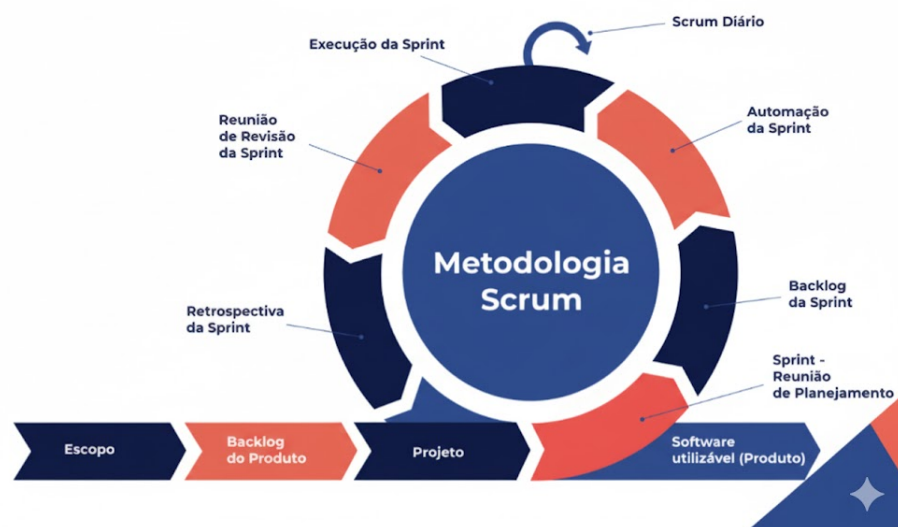 Scrum Diário
Execução da Sprint
Automação
da Sprint
Reunião
de Revisão
da Sprint
Metodologia
Scrum
Backlog
da Sprint
Retrospectiva
da Sprint
Sprint -
Reunião
de Planejamento
Escopo
Backlog
do Produto
Projeto
Software
utilizável (Produto)